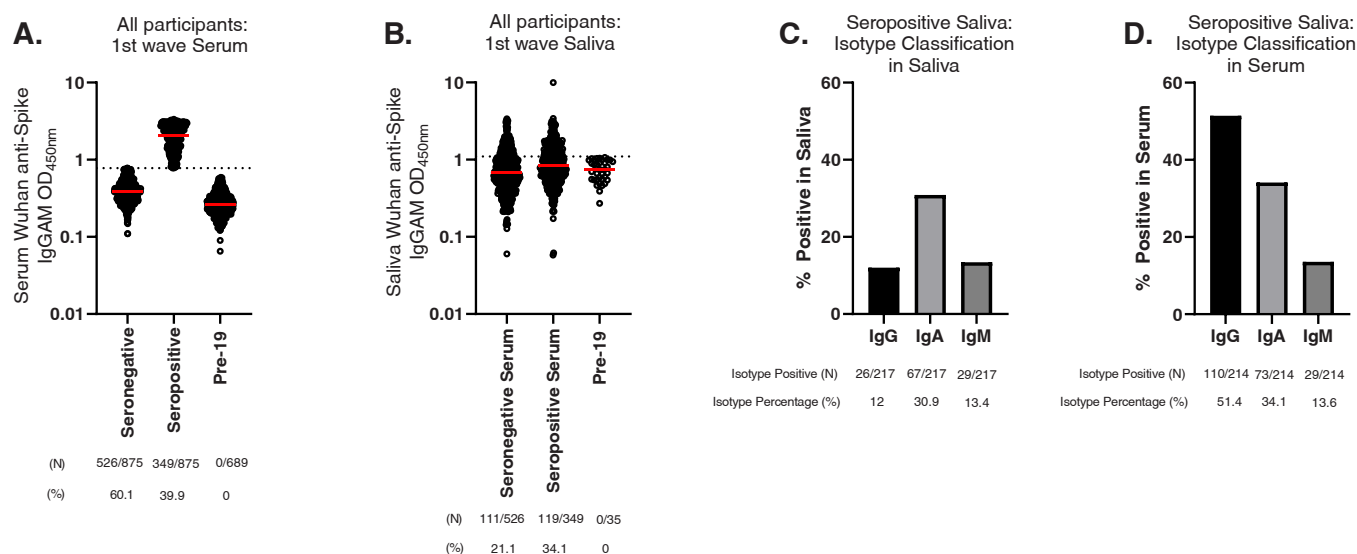 A.
All participants:
1st wave Serum
Serum Wuhan anti-Spike
IgGAM OD450nm
10
1
0.1
0.01
Seronegative
Seropositive
Pre-19
(N) 526/875 349/875 0/689
(%) 60.1 39.9 0
B.
All participants:
1st wave Saliva
Saliva Wuhan anti-Spike
IgGAM OD450nm
10
1
0.1
0.01
Seronegative Serum
Seropositive Serum
Pre-19
(N) 111/526 119/349 0/35
(%) 21.1 34.1 0
C.
Seropositive Saliva:
Isotype Classification
in Saliva
% Positive in Saliva
60
40
20
0
IgG IgA IgM
Isotype Positive (N) 26/217 67/217 29/217
Isotype Percentage (%) 12 30.9 13.4
D.
Seropositive Saliva:
Isotype Classification
in Serum
% Positive in Serum
60
40
20
0
IgG IgA IgM
Isotype Positive (N) 110/214 73/214 29/214
Isotype Percentage (%) 51.4 34.1 13.6